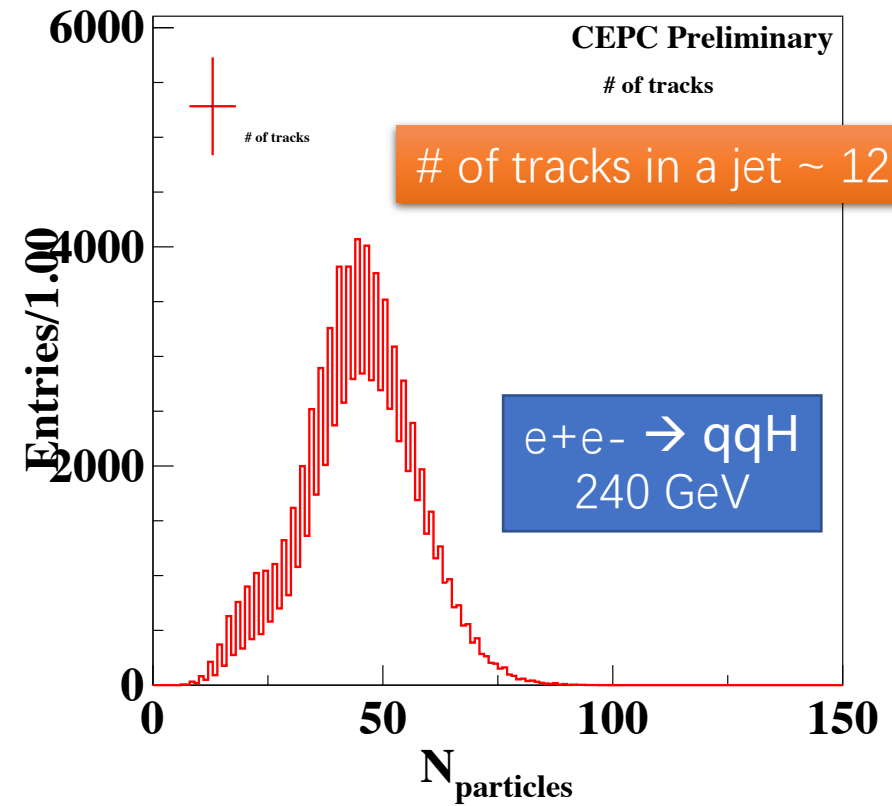 6000
CEPC Preliminary
# of tracks
# of tracks
# of tracks in a jet ~ 12
4000
Entries/1.00
e+e- → qqH
240 GeV
2000
0
0
50
100
150
N_particles